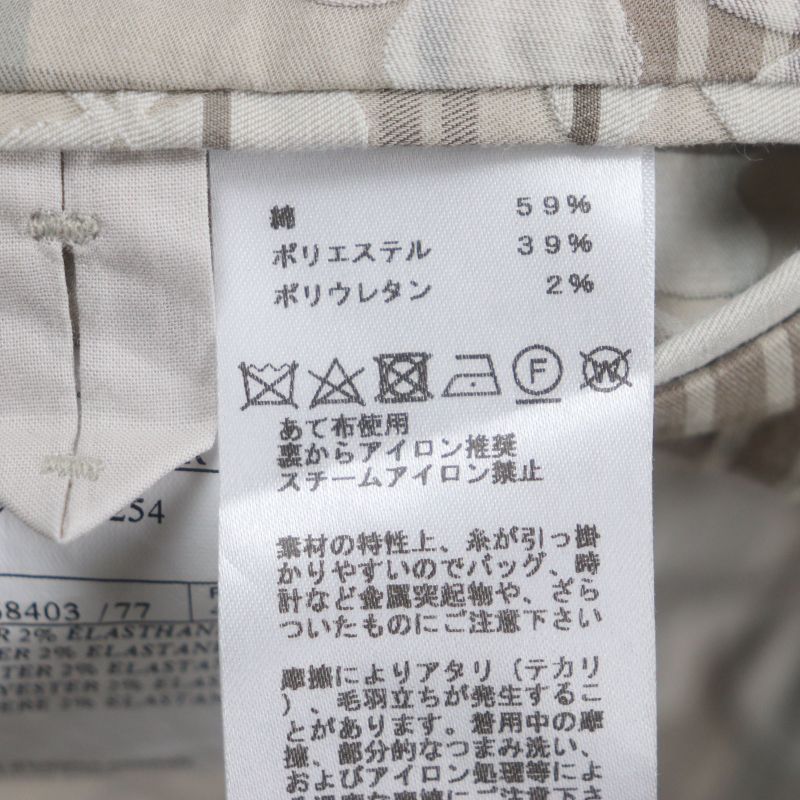 綿 59%
ポリエステル 39%
ポリウレタン 2%
F W
あて布使用
裏からアイロン推奨
スチームアイロン禁止
素材の特性上、糸が引っ掛
かりやすいのでバッグ、時
計など金属突起物や、ざら
ついたものにご注意下さい
摩擦によりアタリ（テカリ
）、毛羽立ちが発生するこ
とがあります。着用中の摩
擦、部分的なつまみ洗い、
およびアイロン処理等によ
254
68403 /77
ER 2% ELASTHAN
ER 2% ELASTANE
TER 2% ELASTAN
YESTER 2% ELAST
ERE 2% ELASTAN